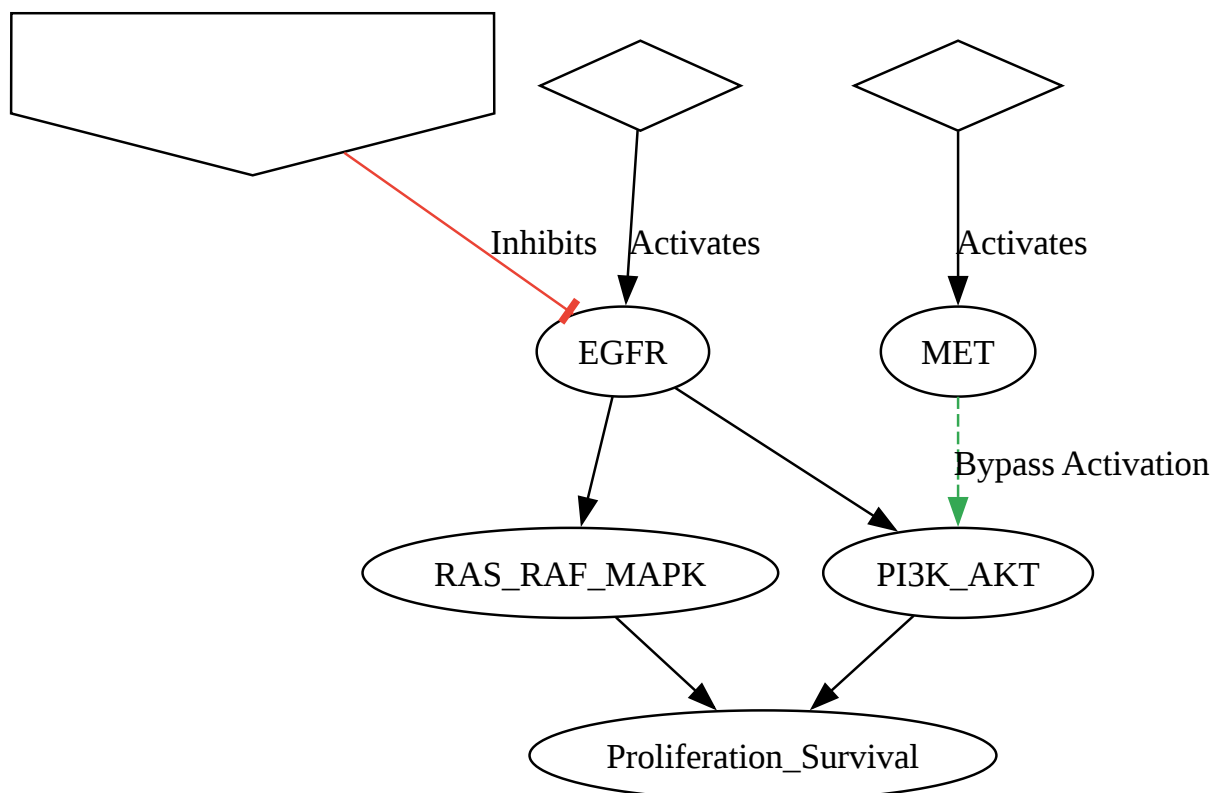 Inhibits
Activates
Activates
EGFR
MET
Bypass Activation
RAS_RAF_MAPK
PI3K_AKT
Proliferation_Survival